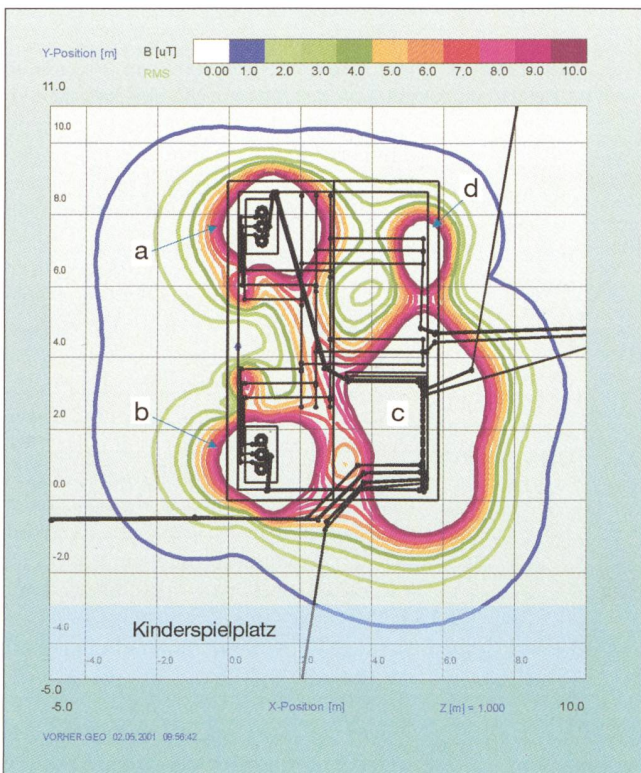 Y-Position [m] B [uT]
RMS
0.00 1.0 2.0 3.0 4.0 5.0 6.0 7.0 8.0 9.0 10.0
11.0
10.0
8.0
6.0
4.0
2.0
0.0
-2.0
-4.0
a
b
c
d
Kinderspielplatz
-4.0 -2.0 0.0 2.0 4.0 6.0 8.0
-5.0
-5.0 X-Position [m] Z [m] = 1.000 10.0
VORHER.GEO 02.05.2001 09:56:42